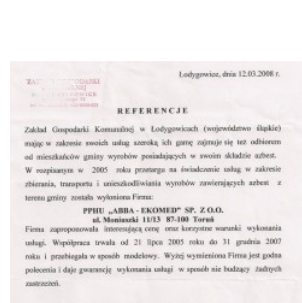 Łodygowice, dnia 12.03.2008 r.
REFERENCJE
Zakład Gospodarki Komunalnej w Łodygowicach (województwo śląskie)
mając w zakresie swoich usług szeroką ich gamę zajmuje się też odbiorem
od mieszkańców gminy wyrobów posiadających w swoim składzie azbest.
W rozpisanym w 2005 roku przetargu na świadczenie usług w zakresie
zbierania, transportu i unieszkodliwiania wyrobów zawierających azbest z
terenu gminy została wyłoniona Firma:
PPHU „ABBA - EKOMED” SP. Z O.O.
ul. Moniuszki 11/13 87-100 Toruń
Firma zaproponowała interesującą cenę oraz korzystne warunki wykonania
usługi. Współpraca trwała od 21 lipca 2005 roku do 31 grudnia 2007
roku i przebiegała w sposób modelowy. Wyżej wymieniona Firma jest godna
polecenia i daje gwarancję wykonania usługi w sposób nie budzący żadnych
zastrzeżeń.